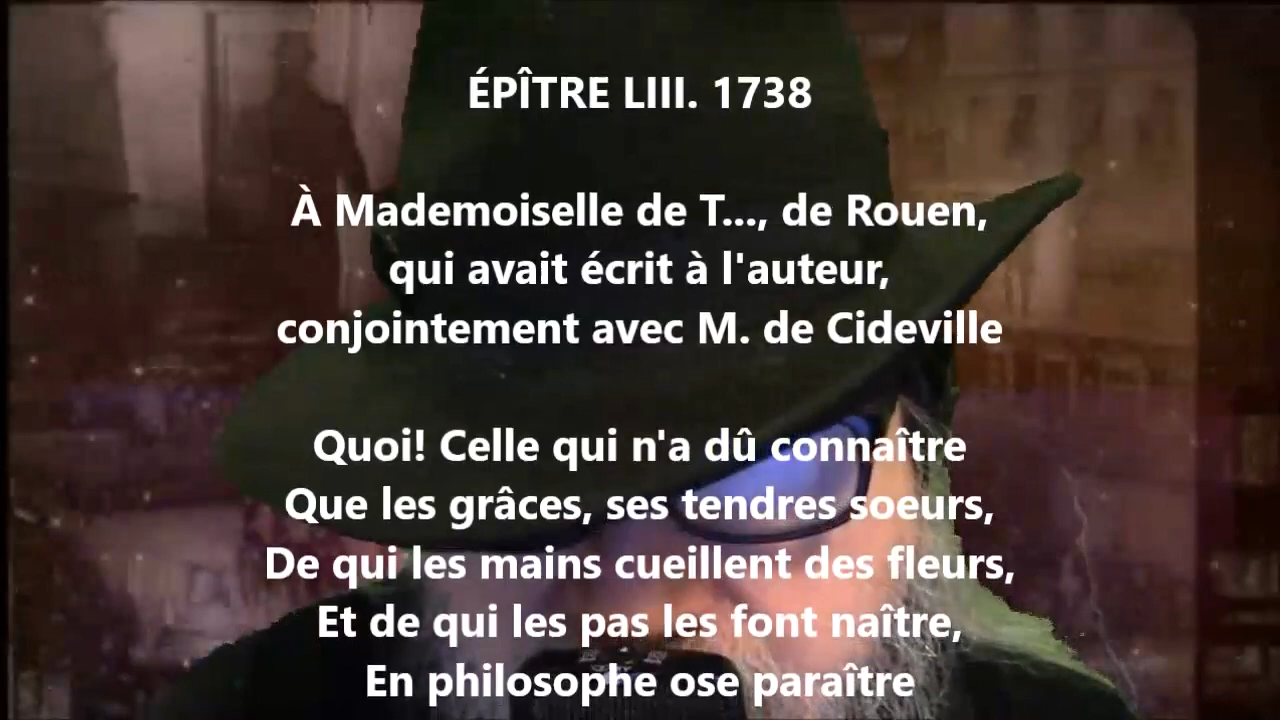 ÉPÎTRE LIII. 1738
À Mademoiselle de T..., de Rouen,
qui avait écrit à l'auteur,
conjointement avec M. de Cideville
Quoi! Celle qui n'a dû connaître
Que les grâces, ses tendres soeurs,
De qui les mains cueillent des fleurs,
Et de qui les pas les font naître,
En philosophe ose paraître